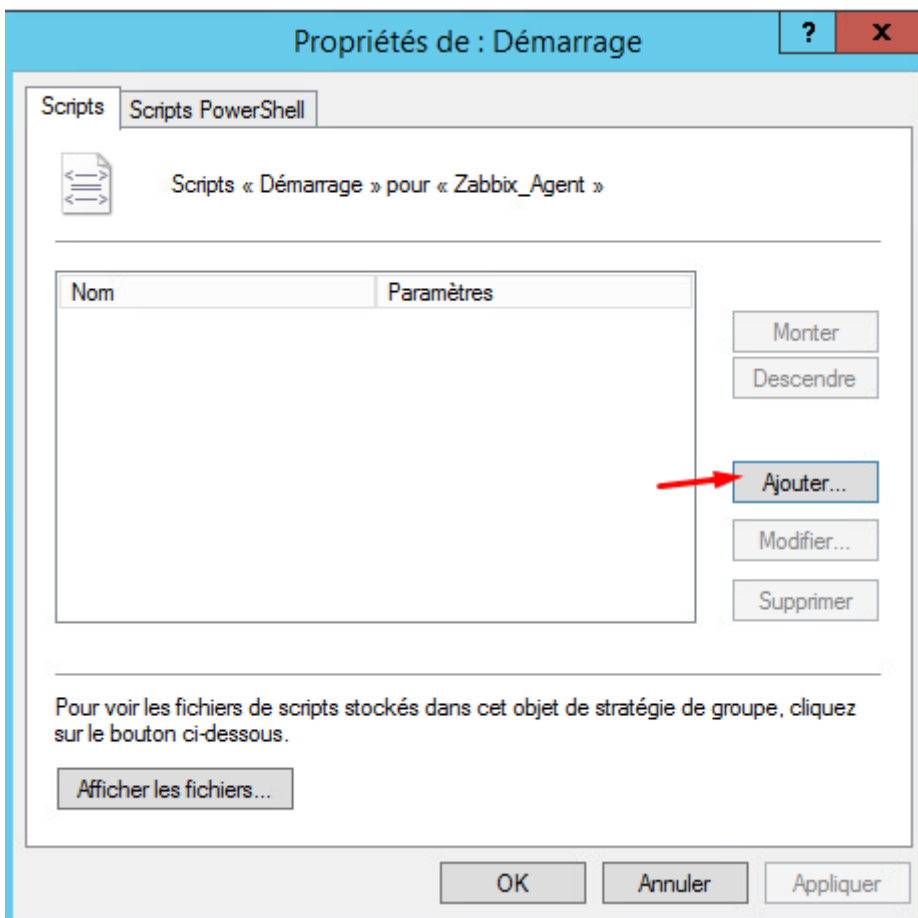 Propriétés de : Démarrage
?
x
Scripts
Scripts PowerShell
Scripts « Démarrage » pour « Zabbix_Agent »
Nom
Paramètres
Monter
Descendre
Ajouter...
Modifier...
Supprimer
Pour voir les fichiers de scripts stockés dans cet objet de stratégie de groupe, cliquez
sur le bouton ci-dessous.
Afficher les fichiers...
OK
Annuler
Appliquer